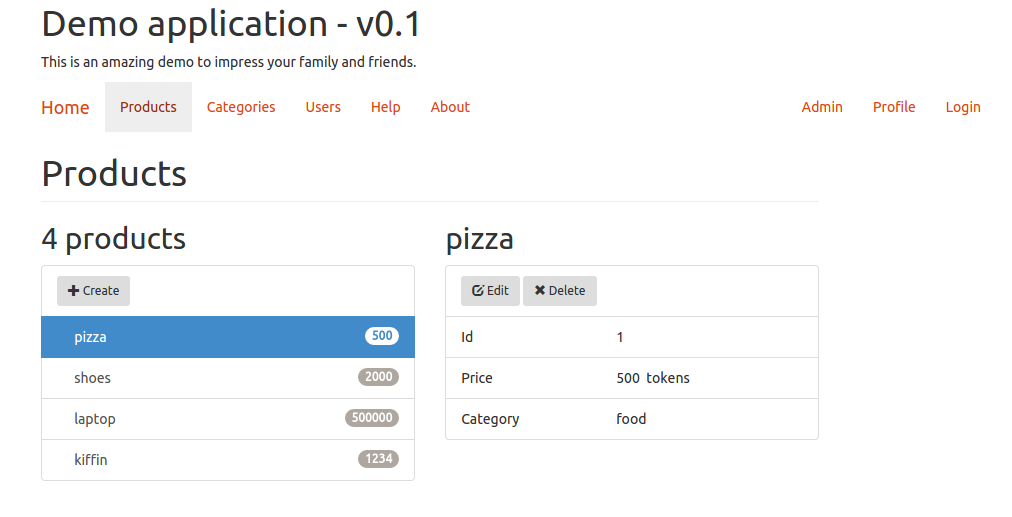 Demo application - v0.1
This is an amazing demo to impress your family and friends.
Home Products Categories Users Help About Admin Profile Login
Products
4 products
Create
pizza 500
shoes 2000
laptop 500000
kiffin 1234
pizza
Edit Delete
Id 1
Price 500 tokens
Category food